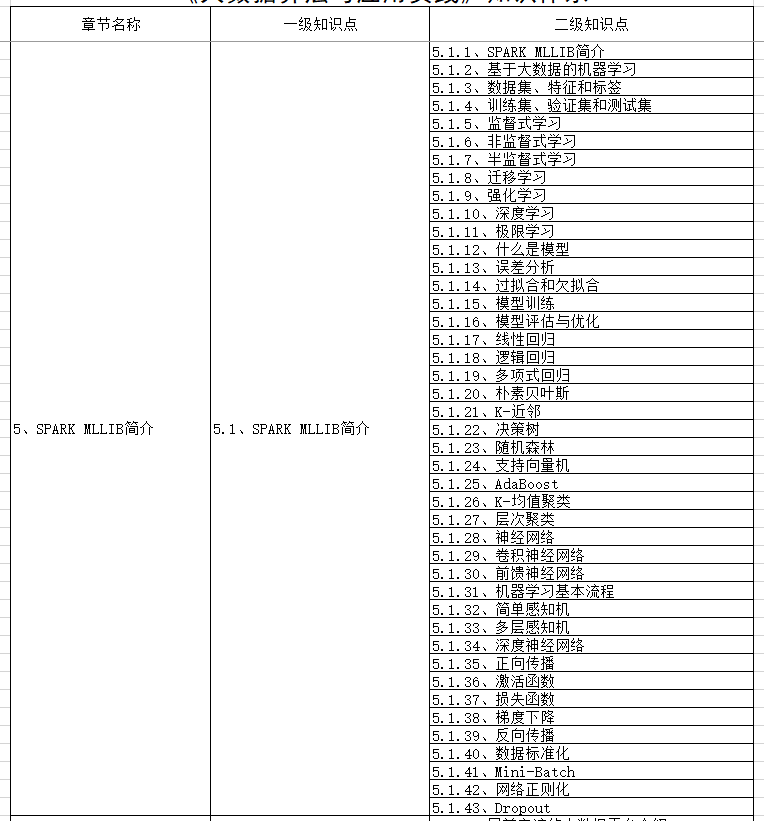 章节名称 一级知识点 二级知识点
5.1.1、SPARK MLLIB简介
5.1.2、基于大数据的机器学习
5.1.3、数据集、特征和标签
5.1.4、训练集、验证集和测试集
5.1.5、监督式学习
5.1.6、非监督式学习
5.1.7、半监督式学习
5.1.8、迁移学习
5.1.9、强化学习
5.1.10、深度学习
5.1.11、极限学习
5.1.12、什么是模型
5.1.13、误差分析
5.1.14、过拟合和欠拟合
5.1.15、模型训练
5.1.16、模型评估与优化
5.1.17、线性回归
5.1.18、逻辑回归
5.1.19、多项式回归
5.1.20、朴素贝叶斯
5.1.21、K-近邻
5、SPARK MLLIB简介 5.1、SPARK MLLIB简介 5.1.22、决策树
5.1.23、随机森林
5.1.24、支持向量机
5.1.25、AdaBoost
5.1.26、K-均值聚类
5.1.27、层次聚类
5.1.28、神经网络
5.1.29、卷积神经网络
5.1.30、前馈神经网络
5.1.31、机器学习基本流程
5.1.32、简单感知机
5.1.33、多层感知机
5.1.34、深度神经网络
5.1.35、正向传播
5.1.36、激活函数
5.1.37、损失函数
5.1.38、梯度下降
5.1.39、反向传播
5.1.40、数据标准化
5.1.41、Mini-Batch
5.1.42、网络正则化
5.1.43、Dropout